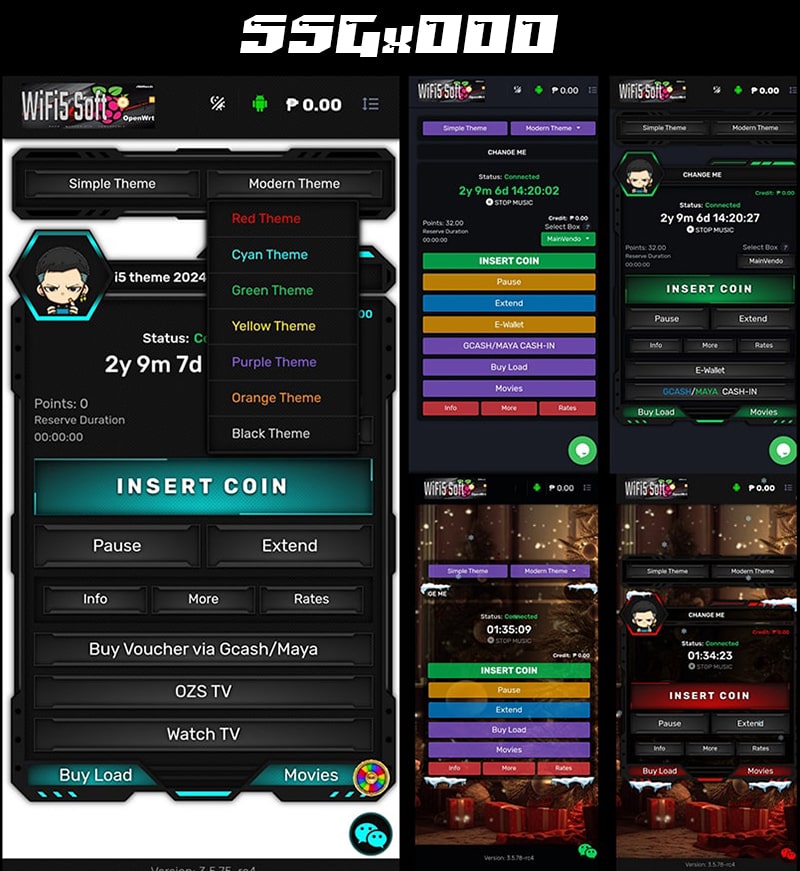 SSGx000
WiFi5 Soft
OpenWrt
₱ 0.00
Simple Theme
Modern Theme
Red Theme
Cyan Theme
Green Theme
Yellow Theme
Purple Theme
Orange Theme
Black Theme
i5 theme 2024
00
Status:
2y 9m 7d
Points: 0
Reserve Duration
00:00:00
INSERT COIN
Pause
Extend
Info
More
Rates
Buy Voucher via Gcash/Maya
OZS TV
Watch TV
Buy Load
Movies
Version: 3.5.75-rc4
WiFi5 Soft
₱ 0.00
Simple Theme
Modern Theme
CHANGE ME
Status: Connected
2y 9m 6d 14:20:02
STOP MUSIC
Credit: ₱ 0.00
Points: 32.00
Reserve Duration
00:00:00
Select Box ?
MainVendo
INSERT COIN
Pause
Extend
E-Wallet
GCASH/MAYA CASH-IN
Buy Load
Movies
Info
More
Rates
WiFi5 Soft
OpenWrt
₱ 0.00
Simple Theme
Modern Theme
CHANGE ME
Credit: ₱ 0.00
Status: Connected
2y 9m 6d 14:20:27
STOP MUSIC
Points: 32.00
Reserve Duration
00:00:00
Select Box ?
MainVendo
INSERT COIN
Pause
Extend
Info
More
Rates
E-Wallet
GCASH/MAYA CASH-IN
Buy Load
Movies
WiFi5 Soft
₱ 0.00
Simple Theme
Modern Theme
GE ME
Status: Connected
01:35:09
STOP MUSIC
Credit: ₱ 0.00
INSERT COIN
Pause
Extend
Buy Load
Movies
Info
More
Rates
Version: 3.5.78-rc4
WiFi5 Soft
OpenWrt
₱ 0.00
Simple Theme
Modern Theme
CHANGE ME
Credit: ₱ 0.00
Status: Connected
01:34:23
STOP MUSIC
INSERT COIN
Pause
Extend
Info
More
Rates
Buy Load
Movies
Version: 3.5.78-rc4